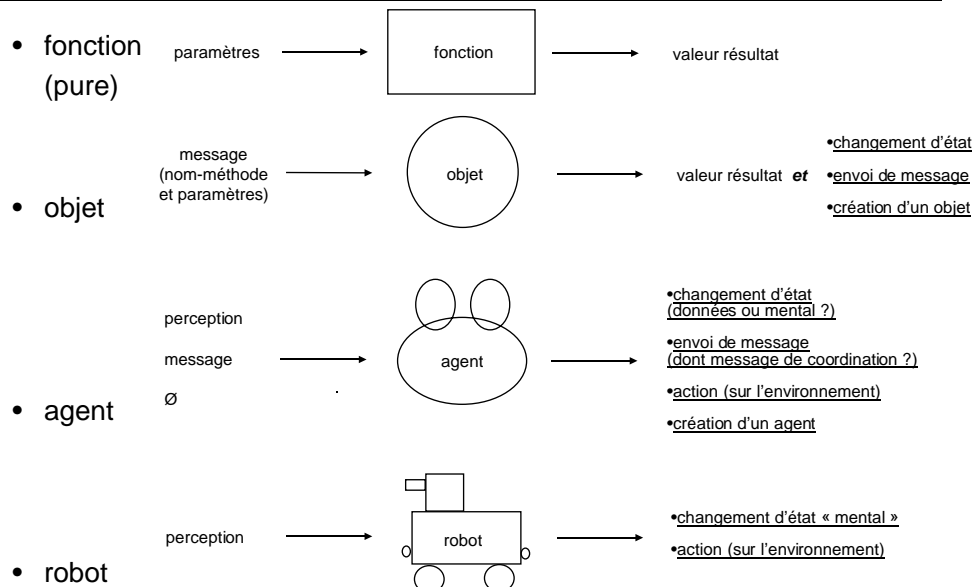 • fonction
(pure)
paramètres
fonction
valeur résultat
message
(nom-méthode
et paramètres)
objet
valeur résultat et
•changement d'état
•envoi de message
•création d'un objet
• objet
perception
message
Ø
agent
•changement d'état
(données ou mental ?)
•envoi de message
(dont message de coordination ?)
•action (sur l'environnement)
•création d'un agent
• agent
perception
robot
•changement d'état « mental »
•action (sur l'environnement)
• robot